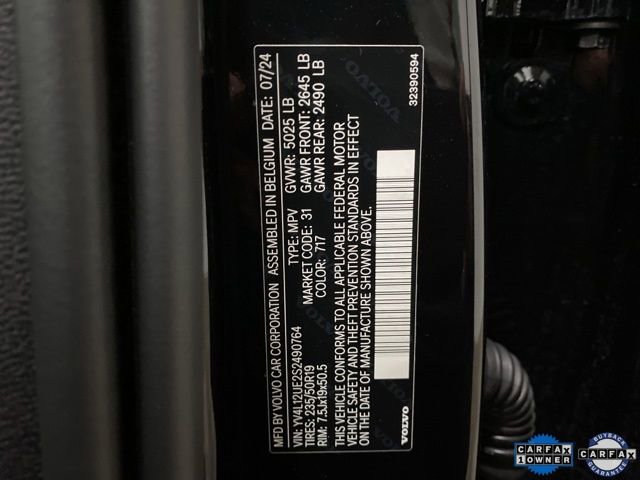 MFD BY VOLVO CAR CORPORATION ASSEMBLED IN BELGIUM DATE: 07/24
VIN: YV4L12UE2S2490764 TYPE: MPV GVWR: 5025 LB
TIRES: 235/50R19 MARKET CODE: 31 GAWR FRONT: 2645 LB
RIM: 7.5Jx19x50.5 COLOR: 717 GAWR REAR: 2490 LB
THIS VEHICLE CONFORMS TO ALL APPLICABLE FEDERAL MOTOR
VEHICLE SAFETY AND THEFT PREVENTION STANDARDS IN EFFECT
ON THE DATE OF MANUFACTURE SHOWN ABOVE.
VOLVO 32390594
VOLVO
CARFAX
1 OWNER
BUYBACK
CARFAX
GUARANTEE